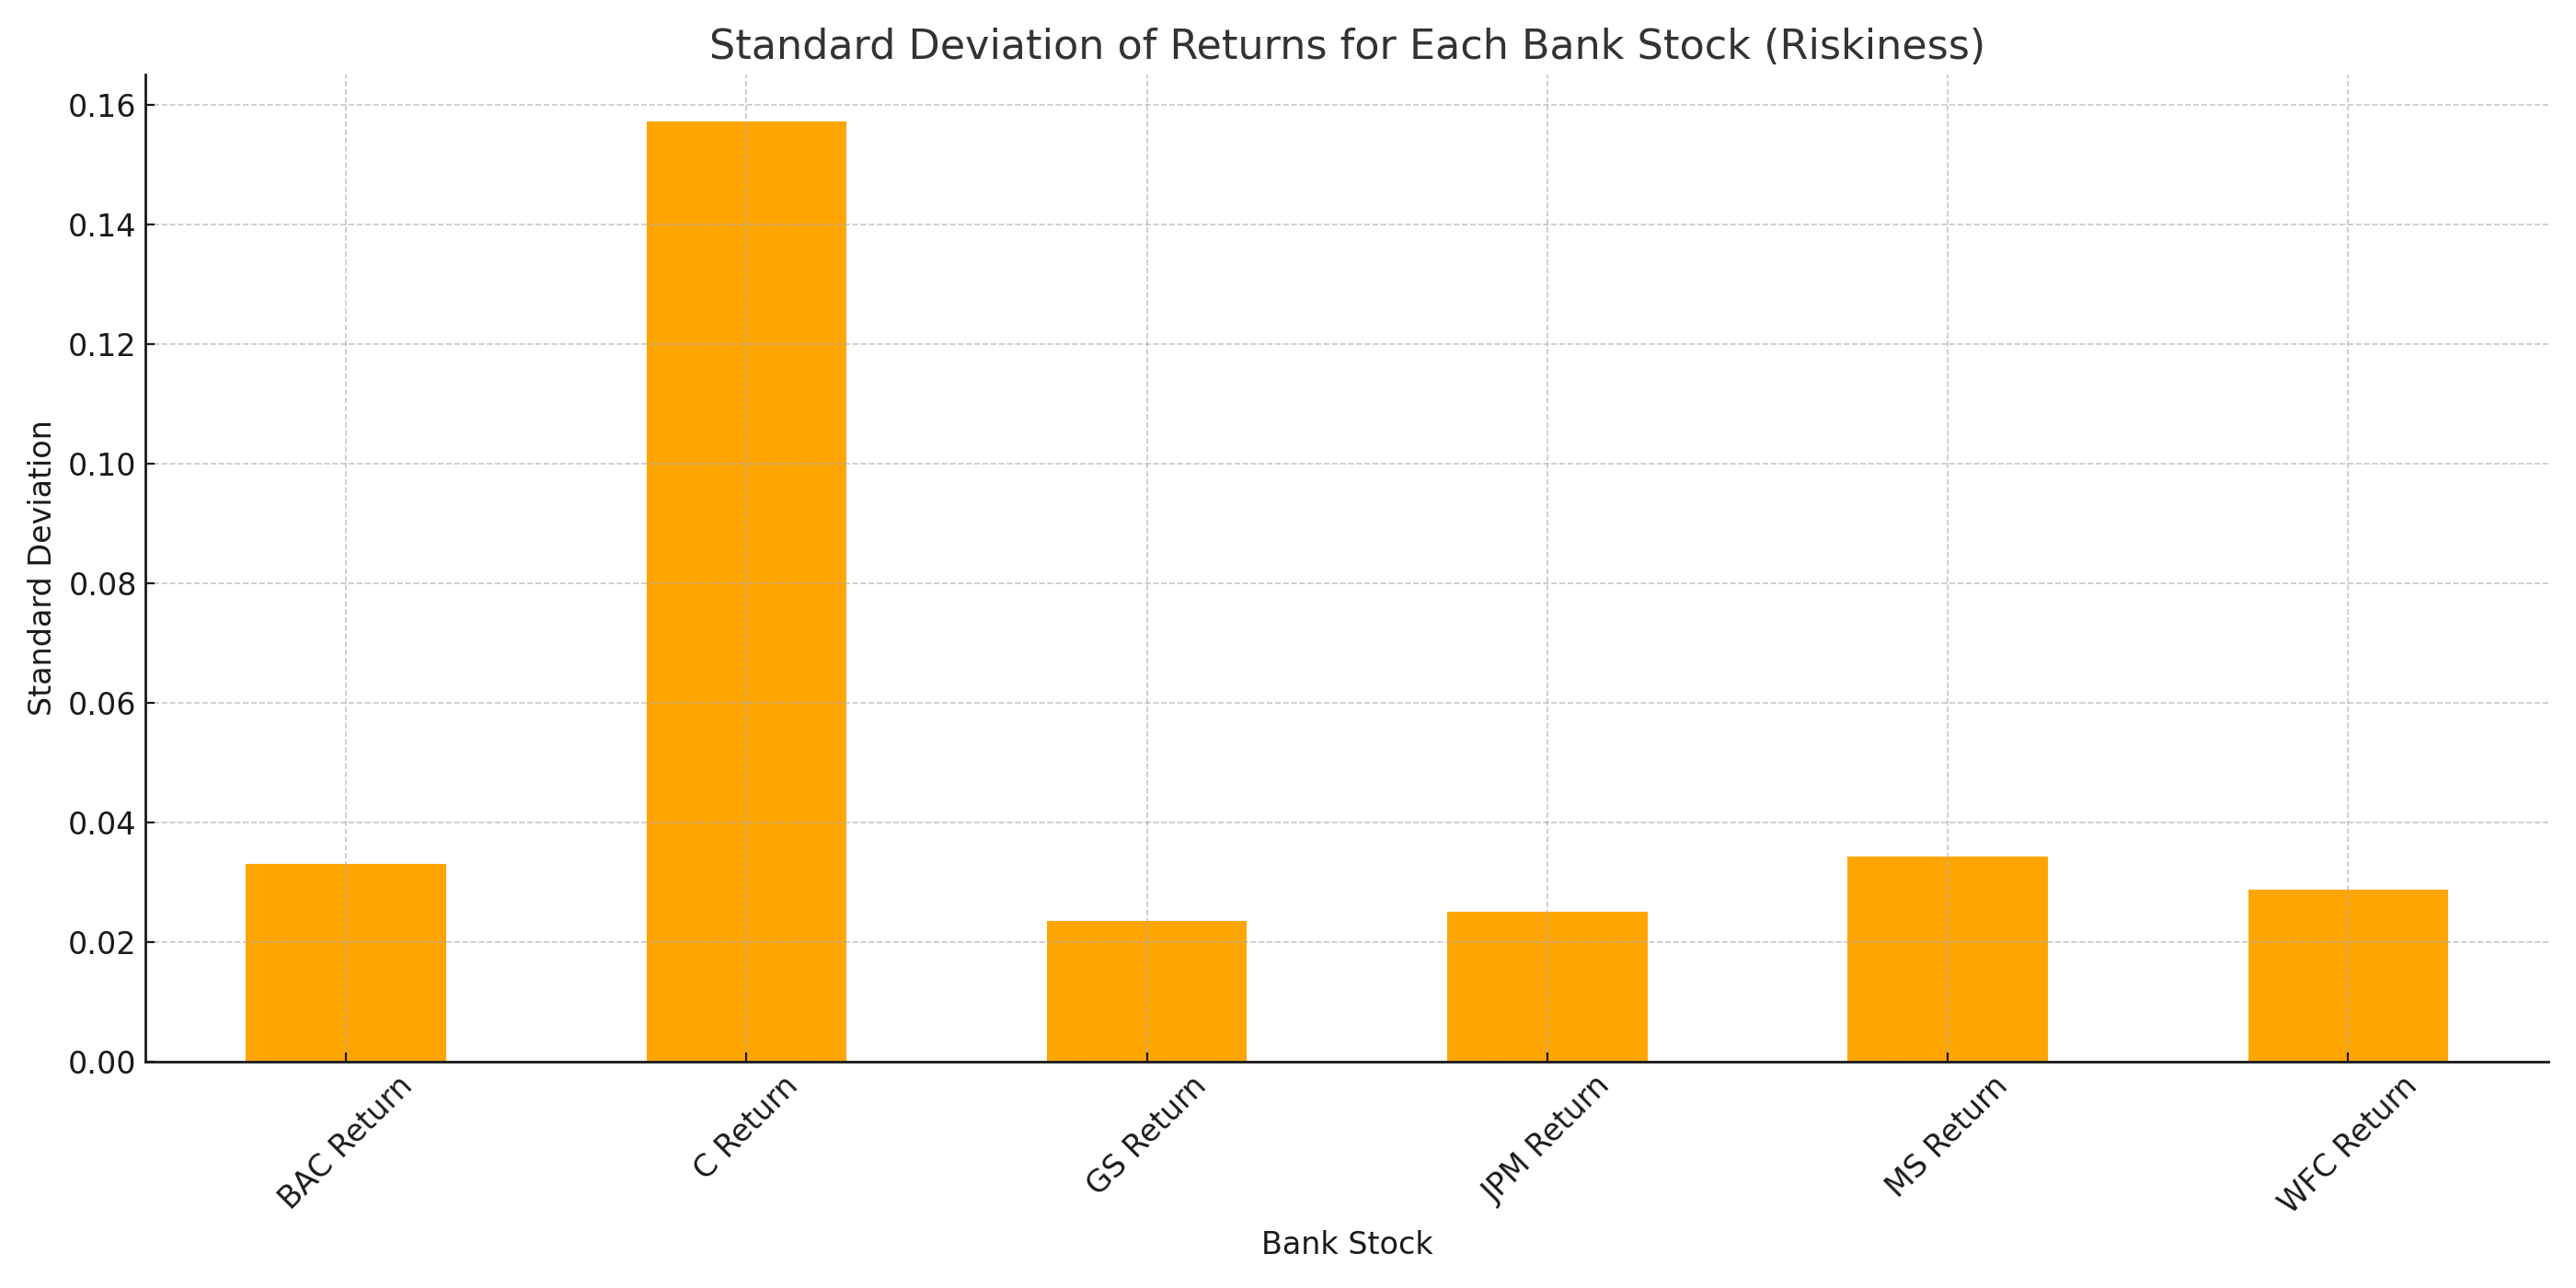 Standard Deviation of Returns for Each Bank Stock (Riskiness)
Standard Deviation
0.16
0.14
0.12
0.10
0.08
0.06
0.04
0.02
0.00
BAC Return
C Return
GS Return
JPM Return
MS Return
WFC Return
Bank Stock